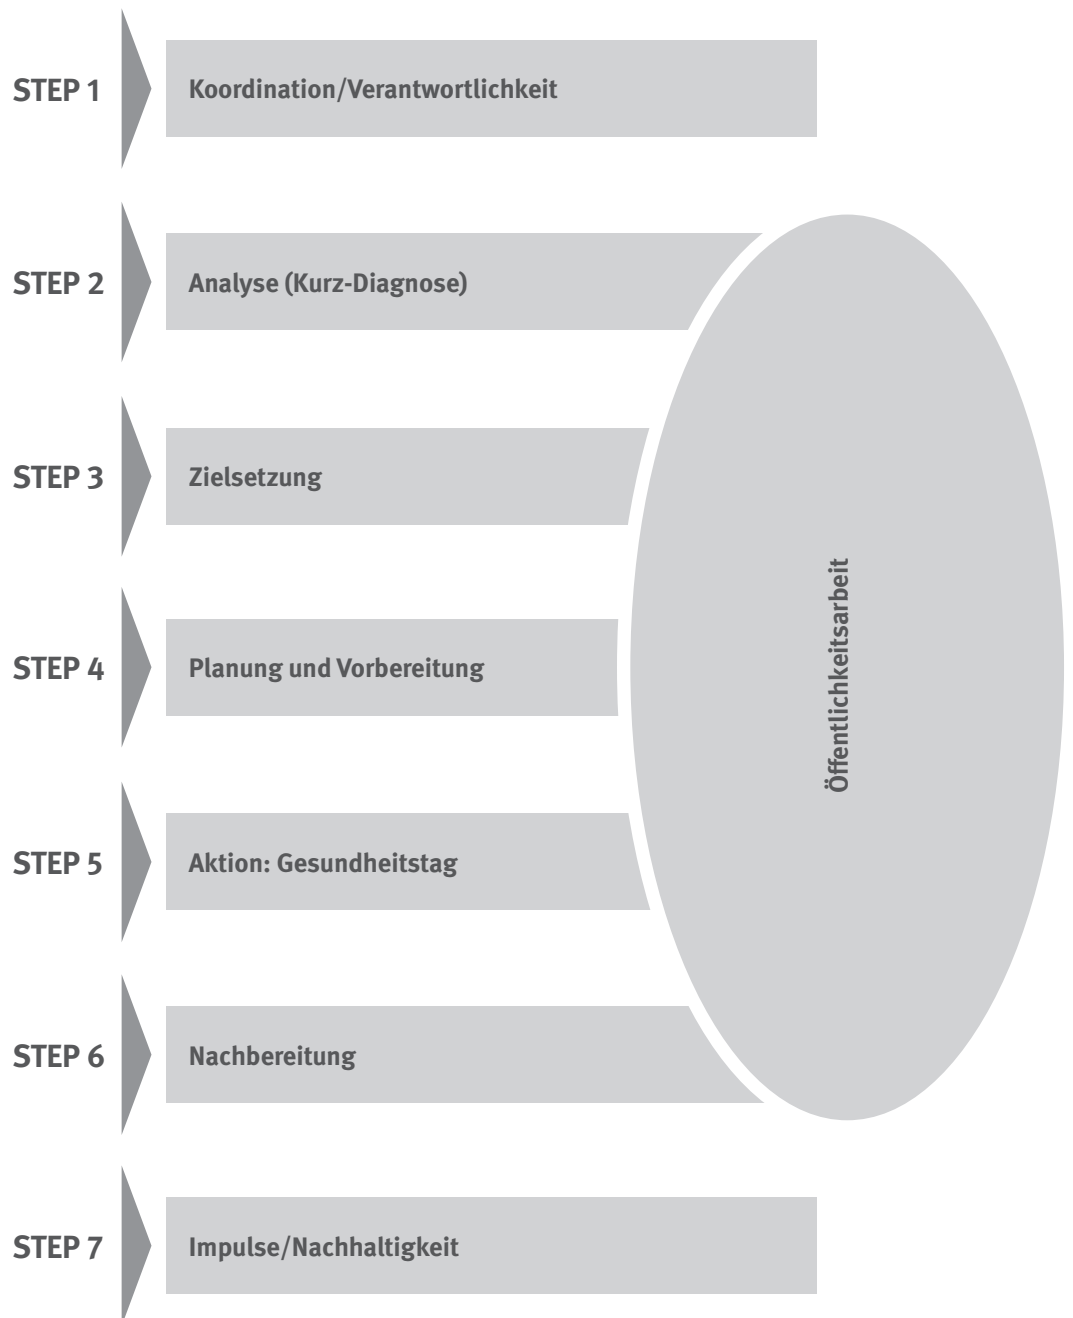 STEP 1
Koordination/Verantwortlichkeit
STEP 2
Analyse (Kurz-Diagnose)
STEP 3
Zielsetzung
STEP 4
Planung und Vorbereitung
STEP 5
Aktion: Gesundheitstag
STEP 6
Nachbereitung
STEP 7
Impulse/Nachhaltigkeit
Öffentlichkeitsarbeit